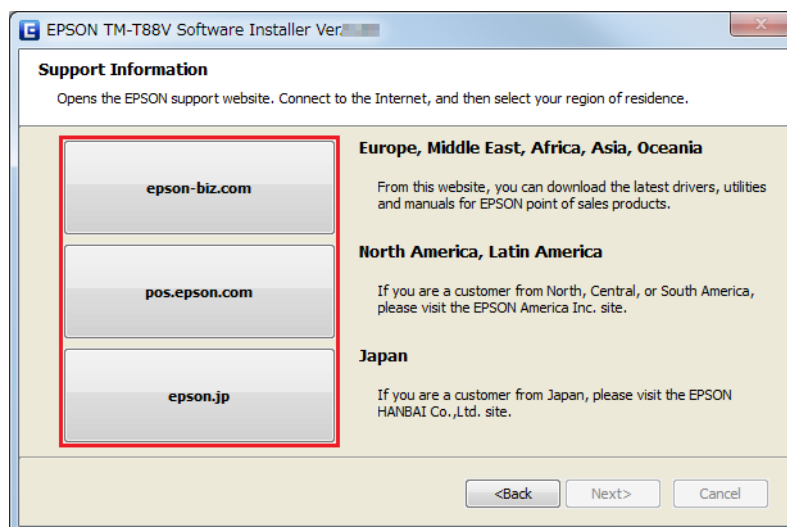 EPSON TM-T88V Software Installer Ver.
Support Information
Opens the EPSON support website. Connect to the Internet, and then select your region of residence.
epson-biz.com
Europe, Middle East, Africa, Asia, Oceania
From this website, you can download the latest drivers, utilities
and manuals for EPSON point of sales products.
pos.epson.com
North America, Latin America
If you are a customer from North, Central, or South America,
please visit the EPSON America Inc. site.
epson.jp
Japan
If you are a customer from Japan, please visit the EPSON
HANBAI Co.,Ltd. site.
<Back Next> Cancel